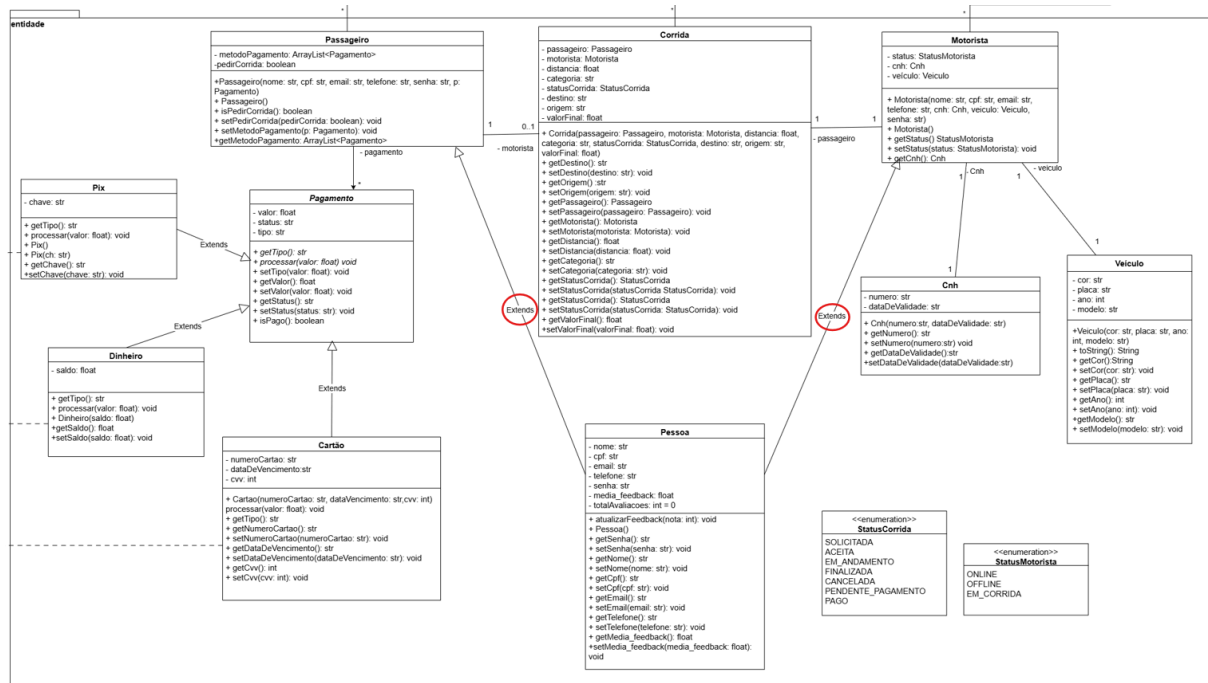 entidade
*
*
*
Passageiro
- metodoPagamento: ArrayList<Pagamento>
-pedirCorrida: boolean
+Passageiro(nome: str, cpf: str, email: str, telefone: str, senha: str, p:
Pagamento)
+ Passageiro()
+ isPedirCorrida(): boolean
+ setPedirCorrida(pedirCorrida: boolean): void
+ setMetodoPagamento(p: Pagamento): void
+getMetodoPagamento: ArrayList<Pagamento>
1
0..1
- motorista
- pagamento
*
Corrida
- passageiro: Passageiro
- motorista: Motorista
- distancia: float
- categoria: str
- statusCorrida: StatusCorrida
- destino: str
- origem: str
- valorFinal: float
+ Corrida(passageiro: Passageiro, motorista: Motorista, distancia: float,
categoria: str, statusCorrida: StatusCorrida, destino: str, origem: str,
valorFinal: float)
+ getDestino(): str
+ setDestino(destino: str): void
+ getOrigem() :str
+ setOrigem(origem: str): void
+ getPassageiro(): Passageiro
+ setPassageiro(passageiro: Passageiro): void
+ getMotorista(): Motorista
+ setMotorista(motorista: Motorista): void
+ getDistancia(): float
+ setDistancia(distancia: float): void
+ getCategoria(): str
+ setCategoria(categoria: str): void
+ getStatusCorrida(): StatusCorrida
+ setStatusCorrida(statusCorrida StatusCorrida): void
+ getStatusCorrida(): StatusCorrida
+ setStatusCorrida(statusCorrida: StatusCorrida): void
+ getValorFinal(): float
+setValorFinal(valorFinal: float): void
1
1
- passageiro
Motorista
- status: StatusMotorista
- cnh: Cnh
- veículo: Veiculo
+ Motorista(nome: str, cpf: str, email: str,
telefone: str, cnh: Cnh, veiculo: Veiculo,
senha: str)
+ Motorista()
+ getStatus() StatusMotorista
+ setStatus(status: StatusMotorista): void
+ getCnh(): Cnh
- Cnh
- veiculo
1
1
1
1
Pix
- chave: str
+ getTipo(): str
+ processar(valor: float): void
+ Pix()
+ Pix(ch: str)
+ getChave(): str
+setChave(chave: str): void
Extends
Pagamento
- valor: float
- status: str
- tipo: str
+ getTipo(): str
+ processar(valor: float) void
+ setTipo(valor: float): void
+ getValor(): float
+ setValor(valor: float): void
+ getStatus(): str
+ setStatus(status: str): void
+ isPago(): boolean
Extends
Extends
Extends
Extends
Dinheiro
- saldo: float
+ getTipo(): str
+ processar(valor: float): void
+ Dinheiro(saldo: float)
+getSaldo(): float
+setSaldo(saldo: float): void
Cartão
- numeroCartao: str
- dataDeVencimento:str
- cvv: int
+ Cartao(numeroCartao: str, dataVencimento: str,cvv: int)
processar(valor: float): void
+ getTipo(): str
+ getNumeroCartao(): str
+ setNumeroCartao(numeroCartao: str): void
+ getDataDeVencimento(): str
+ setDataDeVencimento(dataDeVencimento: str): void
+ getCvv(): int
+ setCvv(cvv: int): void
Cnh
- numero: str
- dataDeValidade: str
+ Cnh(numero:str, dataDeValidade: str)
+ getNumero(): str
+ setNumero(numero:str) void
+ getDataDeValidade():str
+setDataDeValidade(dataDeValidade:str)
Veiculo
- cor: str
- placa: str
- ano: int
- modelo: str
+Veiculo(cor: str, placa: str, ano:
int, modelo: str)
+ toString(): String
+ getCor():String
+ setCor(cor: str): void
+ getPlaca(): str
+ setPlaca(placa: str): void
+ getAno(): int
+ setAno(ano: int): void
+getModelo(): str
+ setModelo(modelo: str): void
Pessoa
- nome: str
- cpf: str
- email: str
- telefone: str
- senha: str
- media_feedback: float
- totalAvaliacoes: int = 0
+ atualizarFeedback(nota: int): void
+ Pessoa()
+ getSenha(): str
+ setSenha(senha: str): void
+ getNome(): str
+ setNome(nome: str): void
+ getCpf(): str
+ setCpf(cpf: str): void
+ getEmail(): str
+ setEmail(email: str): void
+ getTelefone(): str
+ setTelefone(telefone: str): void
+ getMedia_feedback(): float
+setMedia_feedback(media_feedback: float):
void
<<enumeration>>
StatusCorrida
SOLICITADA
ACEITA
EM_ANDAMENTO
FINALIZADA
CANCELADA
PENDENTE_PAGAMENTO
PAGO
<<enumeration>>
StatusMotorista
ONLINE
OFFLINE
EM_CORRIDA